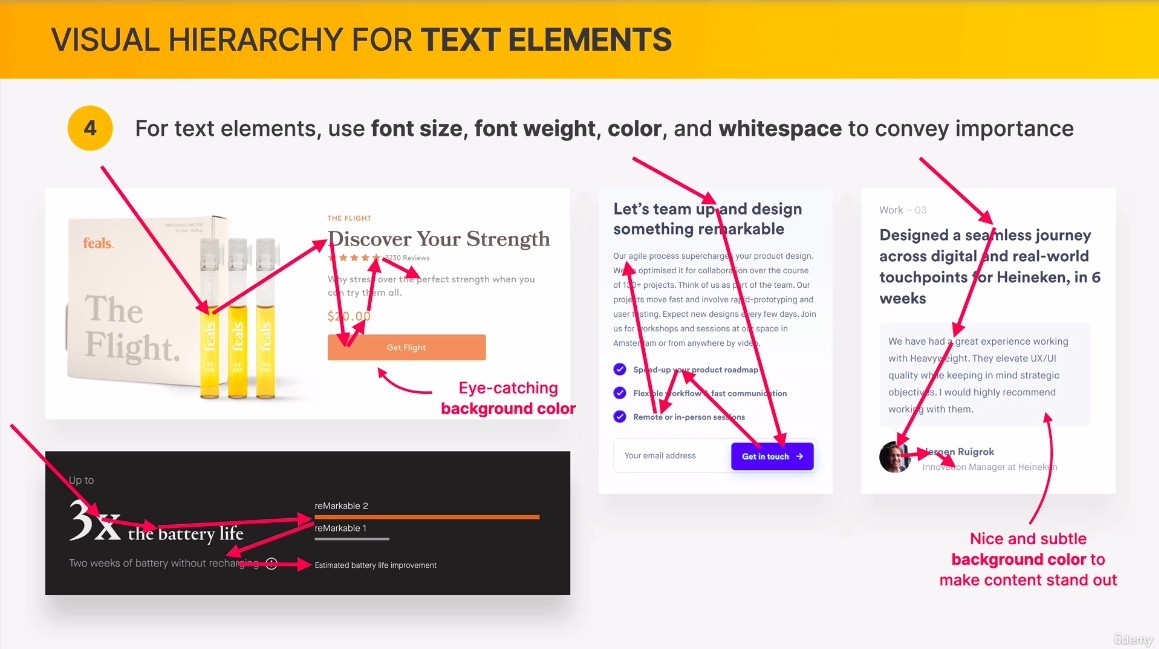 VISUAL HIERARCHY FOR TEXT ELEMENTS
4
For text elements, use font size, font weight, color, and whitespace to convey importance
feals.
The
Flight.
feals
feals
feals
THE FLIGHT
Discover Your Strength
3230 Reviews
Why stress over the perfect strength when you
can try them all.
$20.00
Get Flight
Eye-catching
background color
Up to
3x the battery life
Two weeks of battery without recharging
reMarkable 2
reMarkable 1
Estimated battery life improvement
Let's team up and design
something remarkable
Our agile process supercharges your product design.
We've optimised it for collaboration over the course
of 130+ projects. Think of us as part of the team. Our
projects move fast and involve rapid-prototyping and
user testing. Expect new designs every few days. Join
us for workshops and sessions at our space in
Amsterdam or from anywhere by video.
Speed-up your product roadmap
Flexible workflow & fast communication
Remote or in-person sessions
Your email address
Get in touch →
Work – 03
Designed a seamless journey
across digital and real-world
touchpoints for Heineken, in 6
weeks
We have had a great experience working
with Heavyweight. They elevate UX/UI
quality while keeping in mind strategic
objectives. I would highly recommend
working with them.
Jeroen Ruigrok
Innovation Manager at Heineken
Nice and subtle
background color to
make content stand out
ûdemy